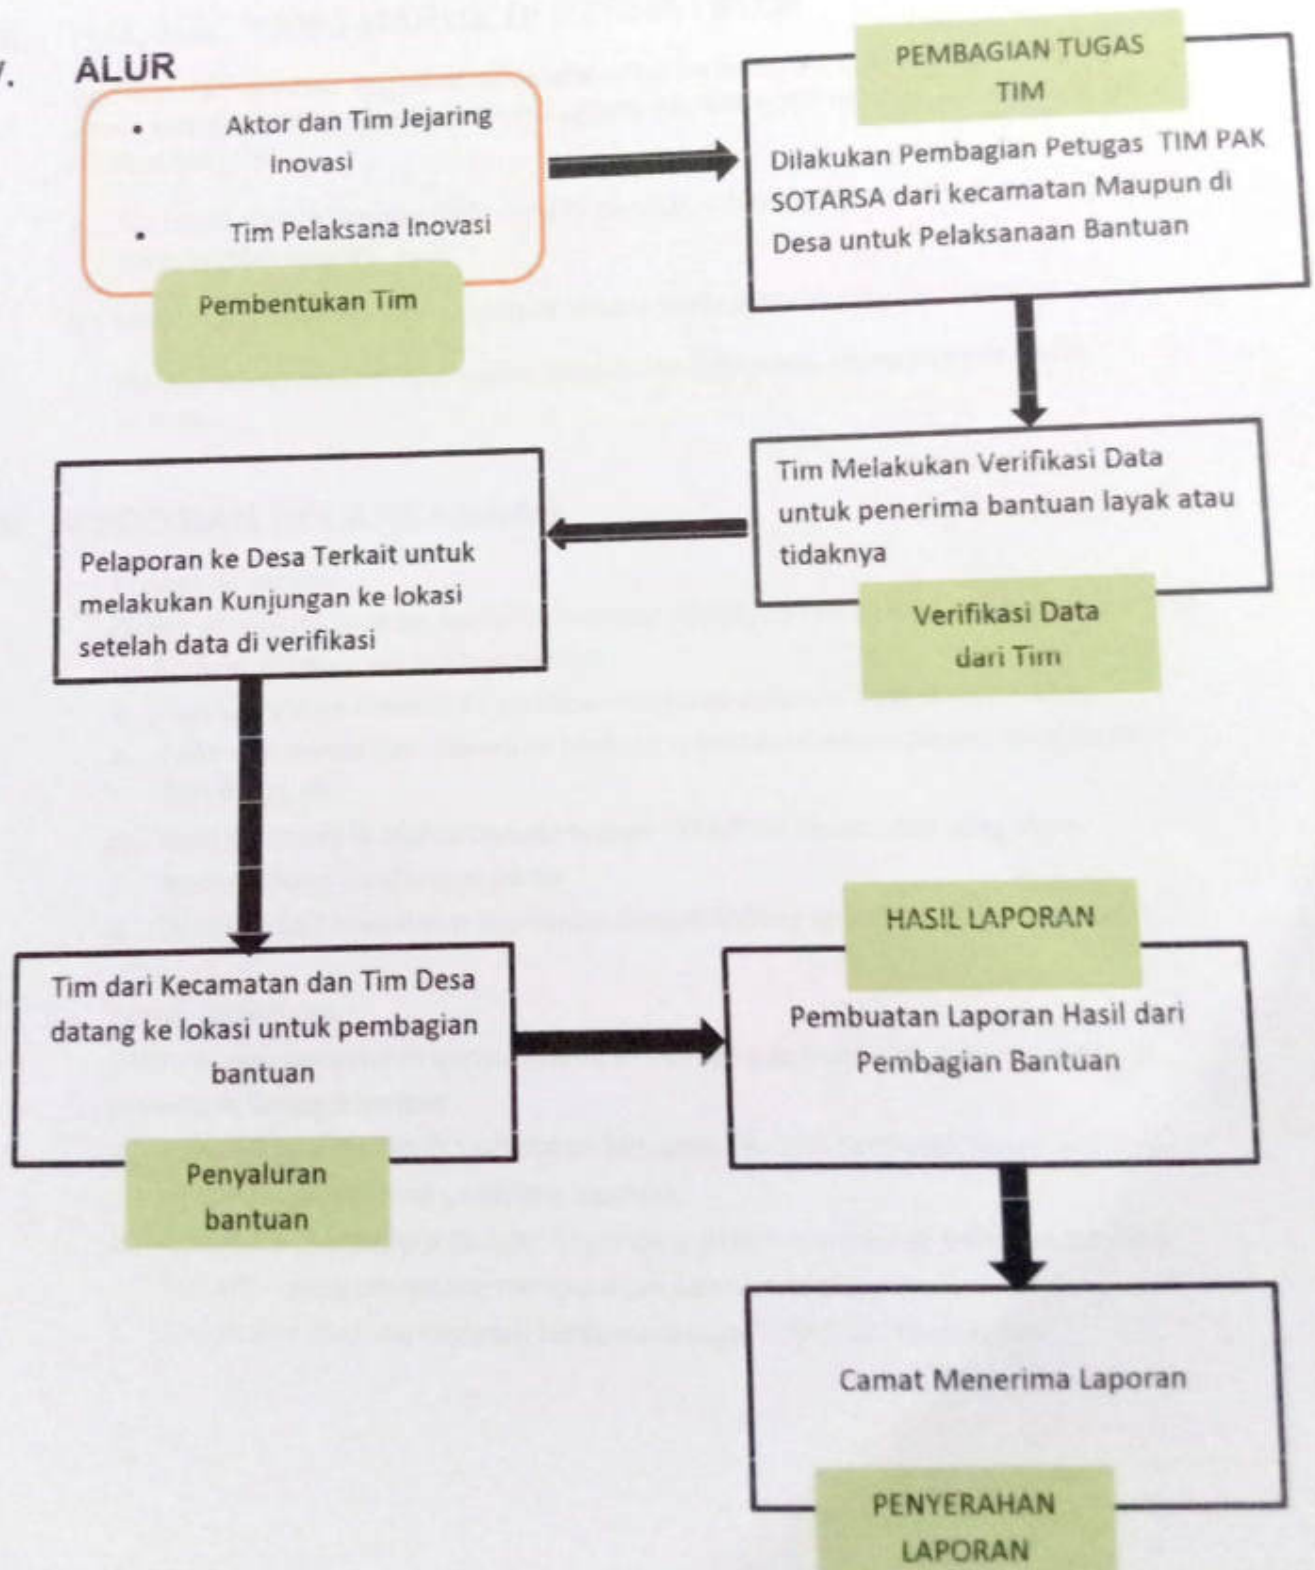 ALUR
• Aktor dan Tim Jejaring
Inovasi
• Tim Pelaksana Inovasi
Pembentukan Tim
PEMBAGIAN TUGAS
TIM
Dilakukan Pembagian Petugas TIM PAK
SOTARSA dari kecamatan Maupun di
Desa untuk Pelaksanaan Bantuan
Tim Melakukan Verifikasi Data
untuk penerima bantuan layak atau
tidaknya
Verifikasi Data
dari Tim
Pelaporan ke Desa Terkait untuk
melakukan Kunjungan ke lokasi
setelah data di verifikasi
Tim dari Kecamatan dan Tim Desa
datang ke lokasi untuk pembagian
bantuan
Penyaluran
bantuan
HASIL LAPORAN
Pembuatan Laporan Hasil dari
Pembagian Bantuan
Camat Menerima Laporan
PENYERAHAN
LAPORAN